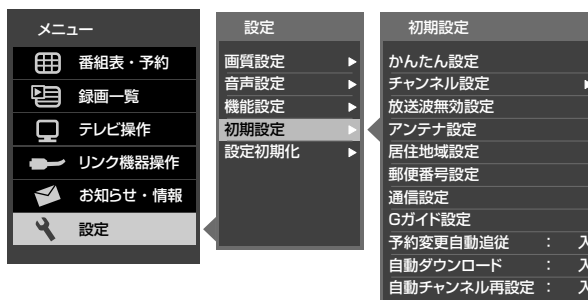 メニュー
番組表・予約
録画一覧
テレビ操作
リンク機器操作
お知らせ・情報
設定
設定
画質設定
音声設定
機能設定
初期設定
設定初期化
初期設定
かんたん設定
チャンネル設定
放送波無効設定
アンテナ設定
居住地域設定
郵便番号設定
通信設定
Gガイド設定
予約変更自動追従 : 入
自動ダウンロード : 入
自動チャンネル再設定 : 入